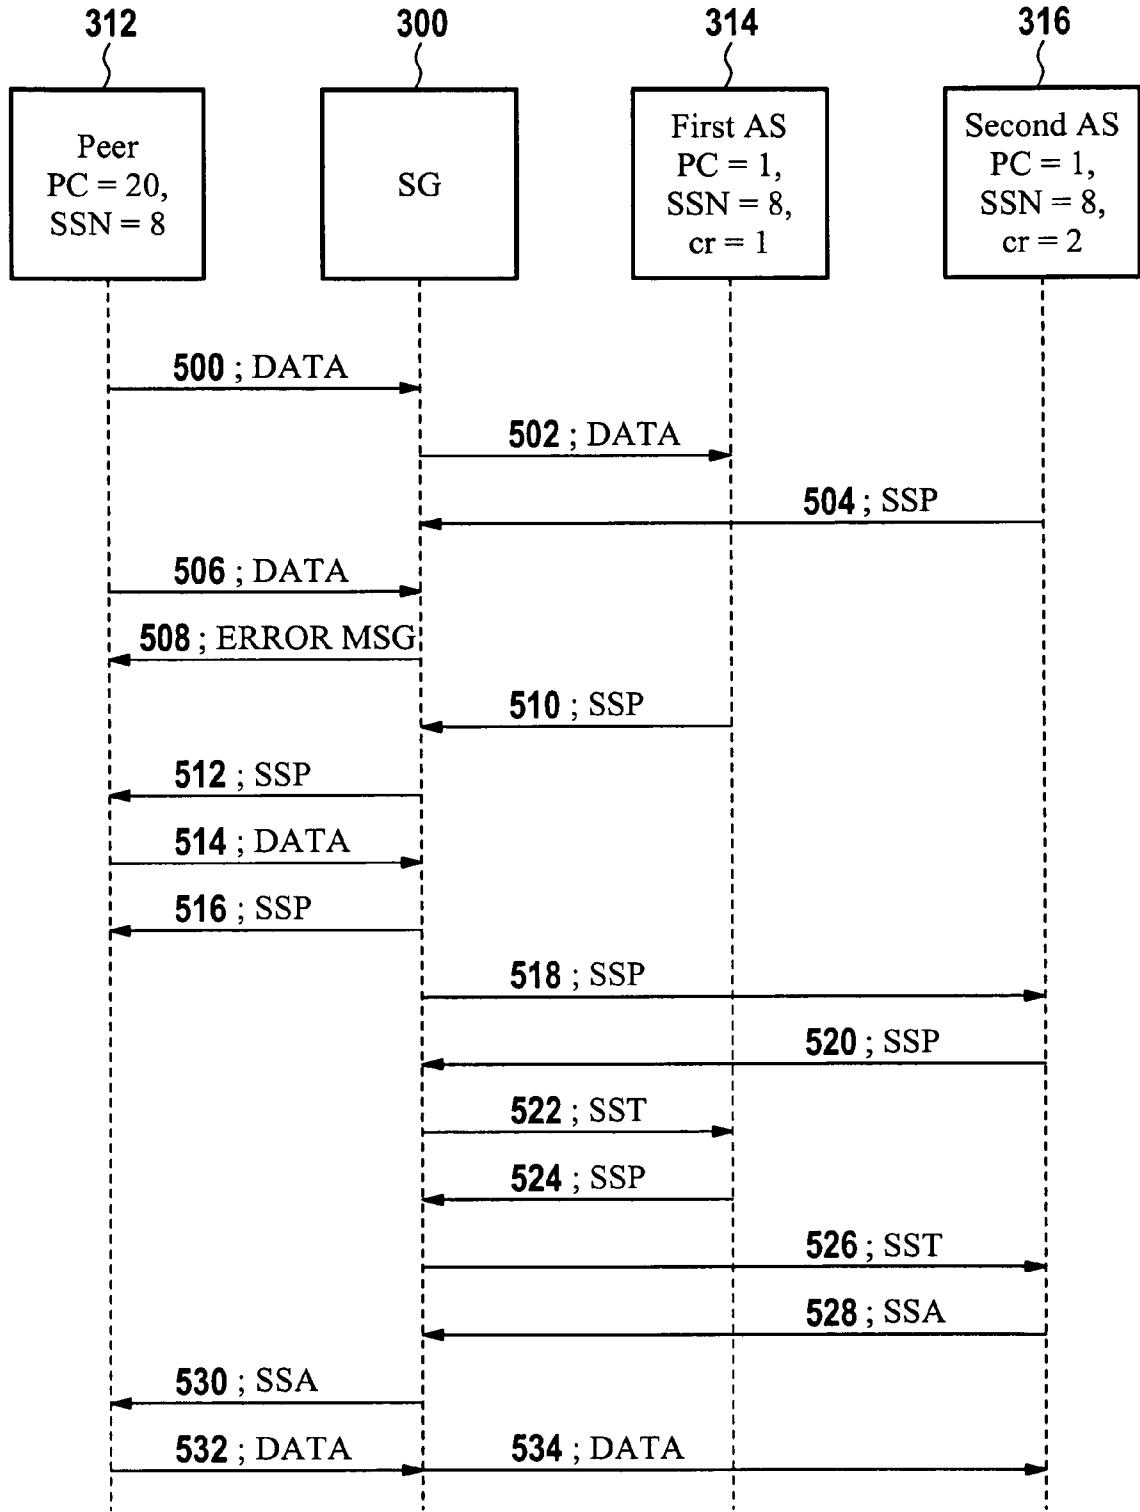 312
300
314
316
Peer
PC = 20,
SSN = 8
SG
First AS
PC = 1,
SSN = 8,
cr = 1
Second AS
PC = 1,
SSN = 8,
cr = 2
500 ; DATA
502 ; DATA
504 ; SSP
506 ; DATA
508 ; ERROR MSG
510 ; SSP
512 ; SSP
514 ; DATA
516 ; SSP
518 ; SSP
520 ; SSP
522 ; SST
524 ; SSP
526 ; SST
528 ; SSA
530 ; SSA
532 ; DATA
534 ; DATA